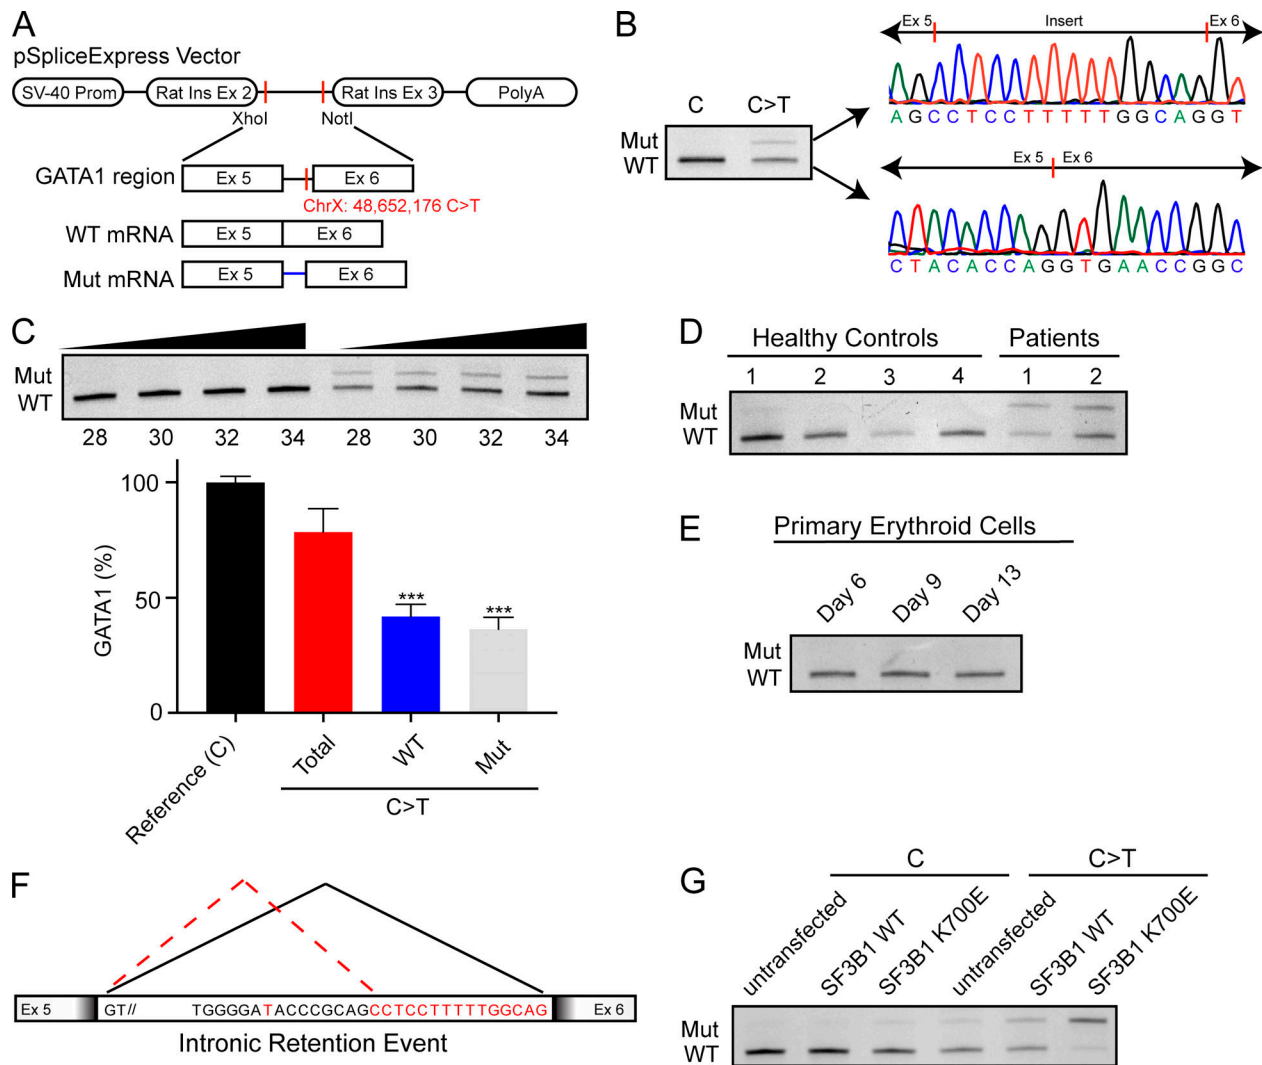 A
pSpliceExpress Vector
SV-40 Prom
Rat Ins Ex 2
Rat Ins Ex 3
PolyA
XhoI
NotI
GATA1 region
Ex 5
Ex 6
ChrX: 48,652,176 C>T
WT mRNA
Ex 5
Ex 6
Mut mRNA
Ex 5
Ex 6
B
C
C>T
Mut
WT
Ex 5
Insert
Ex 6
AGCCTCCTTTTTGGCAGGT
Ex 5
Ex 6
CTACACCAGGTGAACCGGC
C
Mut
WT
28 30 32 34 28 30 32 34
GATA1 (%)
100
50
0
***
***
Reference (C)
Total
WT
Mut
C>T
D
Healthy Controls
Patients
1 2 3 4 1 2
Mut
WT
E
Primary Erythroid Cells
Day 6
Day 9
Day 13
Mut
WT
F
Ex 5
GT//
TGGGGATACCCGCAGCCTCCTTTTTGGCAG
Ex 6
Intronic Retention Event
G
C
C>T
untransfected
SF3B1 WT
SF3B1 K700E
untransfected
SF3B1 WT
SF3B1 K700E
Mut
WT